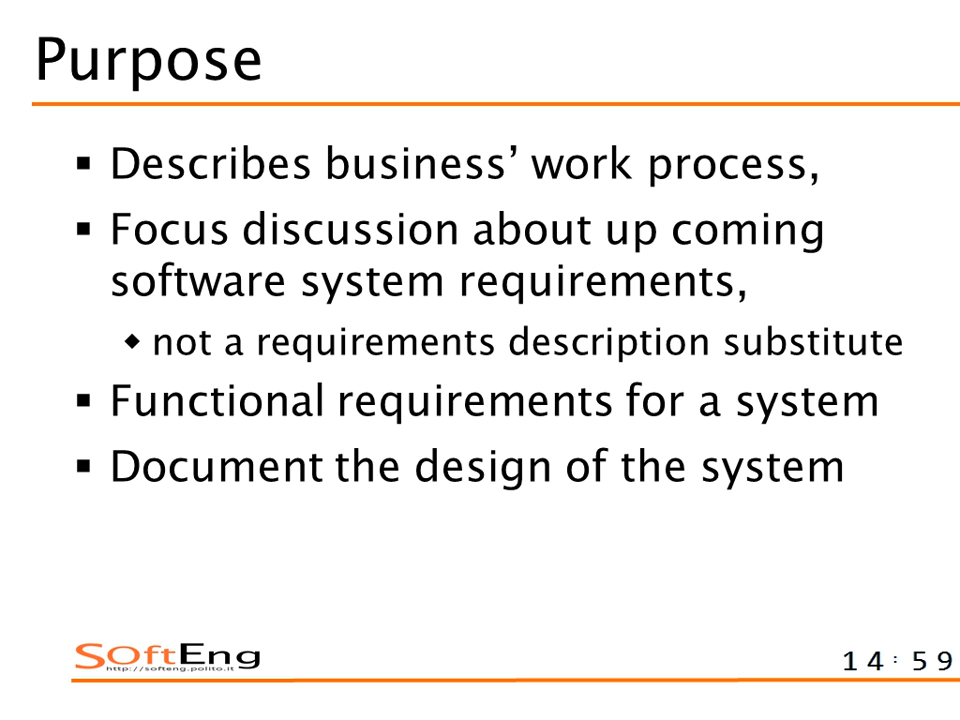 Purpose
Describes business’ work process,
Focus discussion about up coming
software system requirements,
not a requirements description substitute
Functional requirements for a system
Document the design of the system
SOftEng
http://softeng.polito.it
14:59